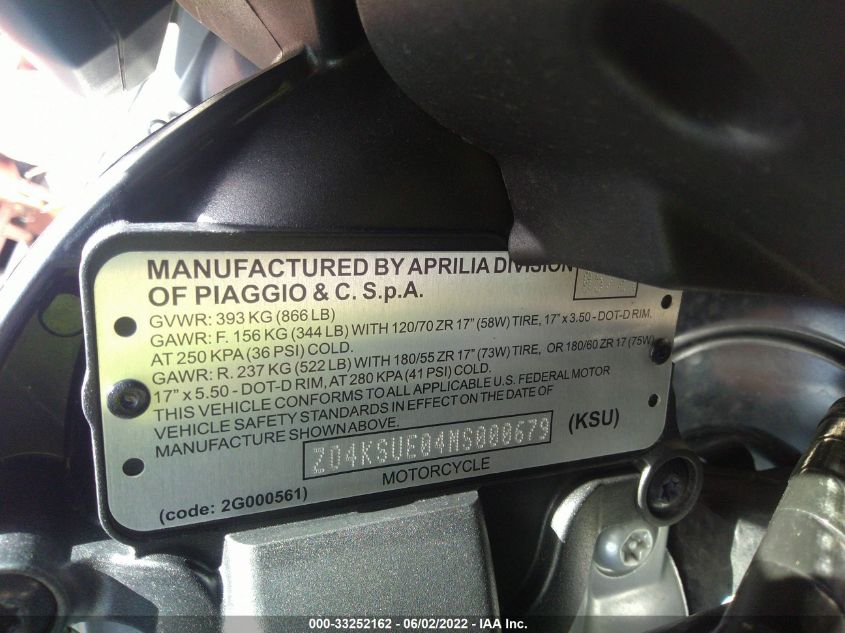 MANUFACTURED BY APRILIA DIVISION
OF PIAGGIO & C. S.p.A.
GVWR: 393 KG (866 LB)
GAWR: F. 156 KG (344 LB) WITH 120/70 ZR 17" (58W) TIRE, 17" x 3.50 - DOT-D RIM,
AT 250 KPA (36 PSI) COLD.
GAWR: R. 237 KG (522 LB) WITH 180/55 ZR 17" (73W) TIRE, OR 180/60 ZR 17 (75W)
17" x 5.50 - DOT-D RIM, AT 280 KPA (41 PSI) COLD.
THIS VEHICLE CONFORMS TO ALL APPLICABLE U.S. FEDERAL MOTOR
VEHICLE SAFETY STANDARDS IN EFFECT ON THE DATE OF
MANUFACTURE SHOWN ABOVE.
ZD4KSUE04MS000679 (KSU)
MOTORCYCLE
(code: 2G000561)
000-33252162 - 06/02/2022 - IAA Inc.